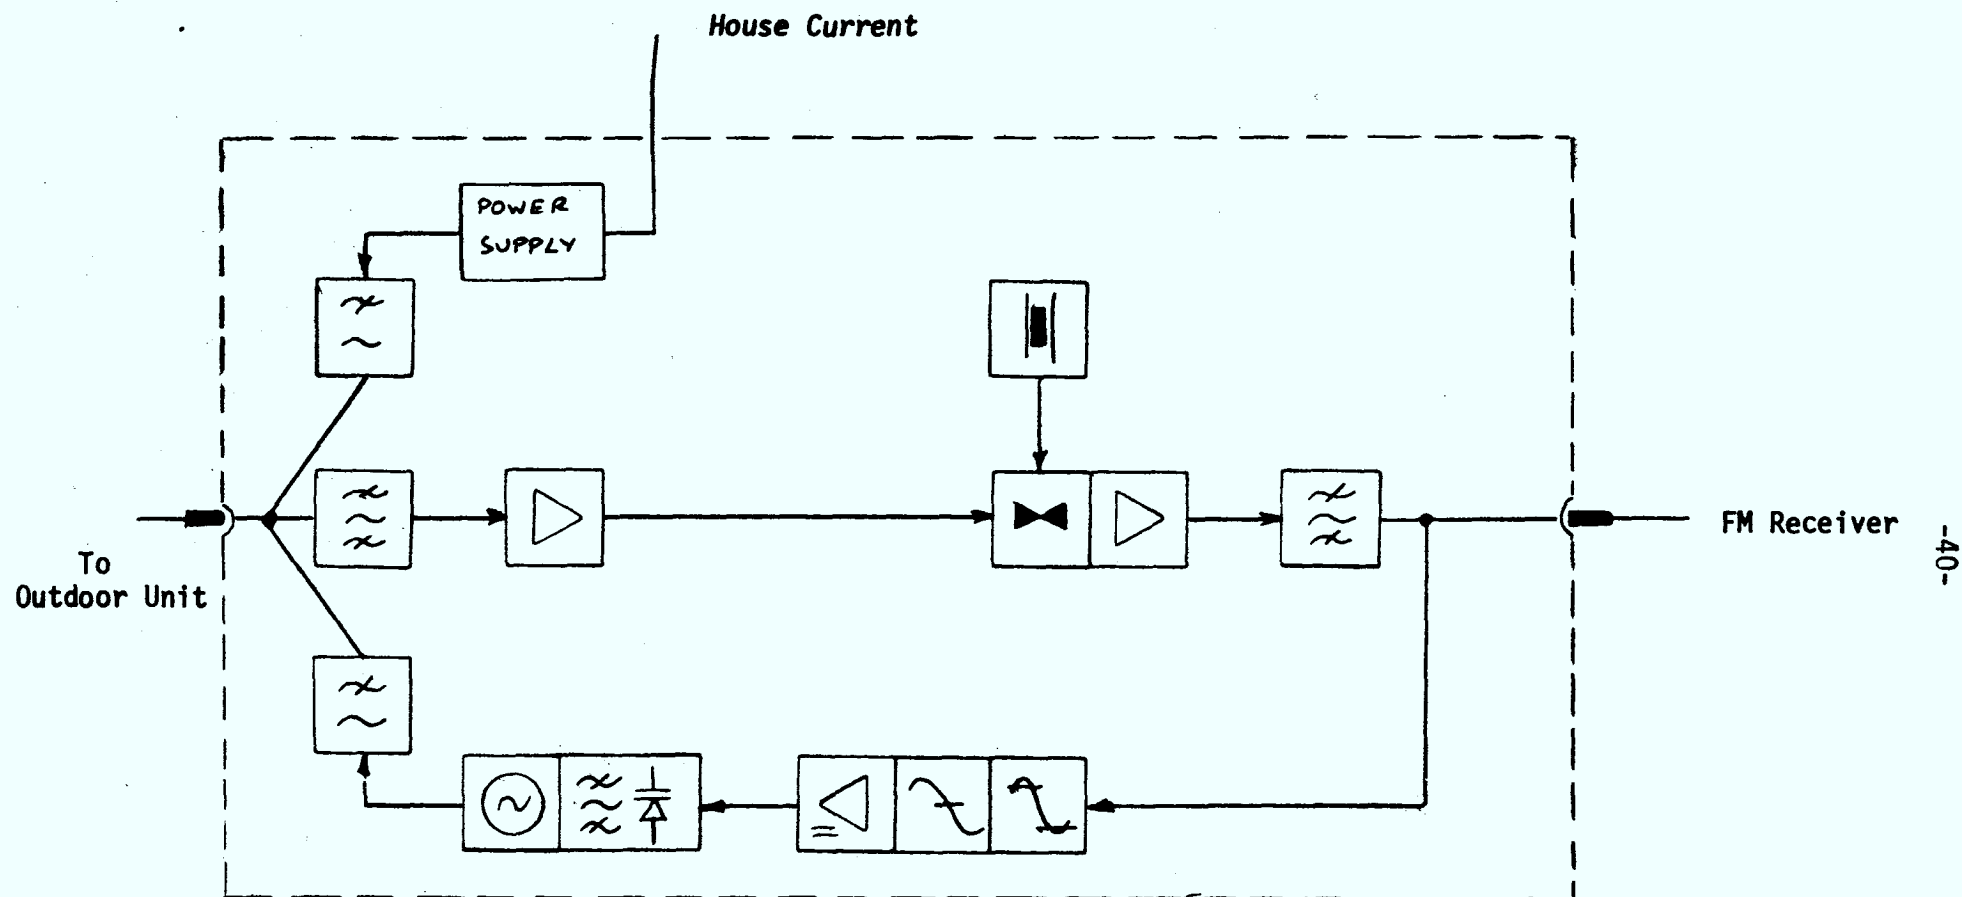 House Current
POWER
SUPPLY
To
Outdoor Unit
FM Receiver
-40-